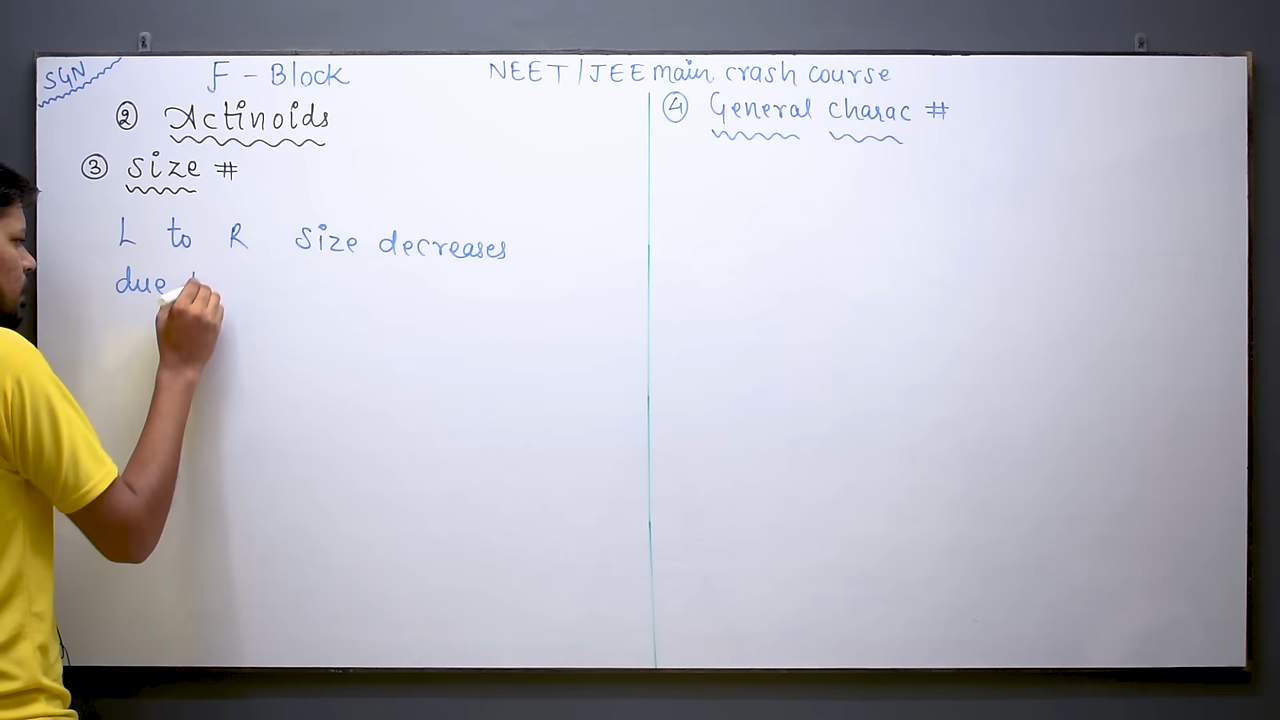 SGN
F - Block
NEET/JEE main crash course
② Actinoids
③ Size #
L to R Size decreases
due
④ General charac #